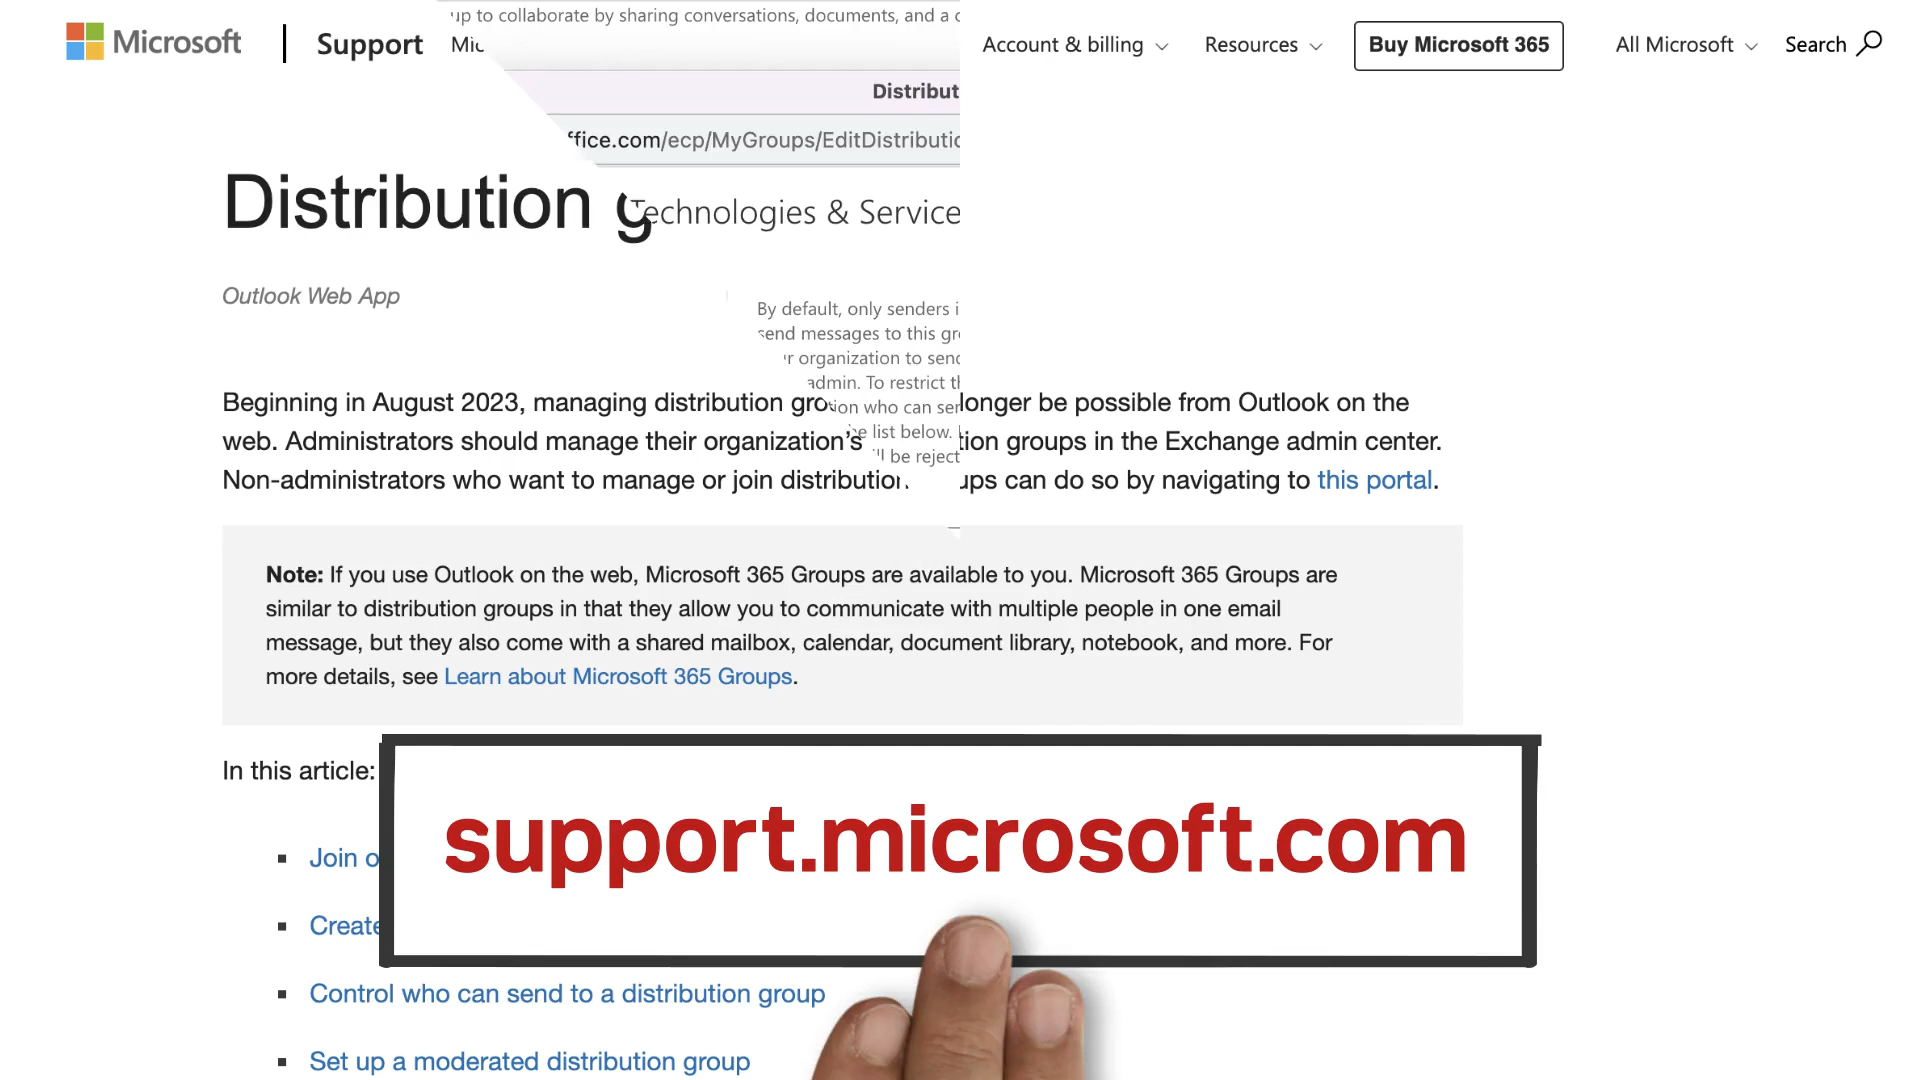 up to collaborate by sharing conversations, documents, and a
Microsoft Support Account & billing Resources Buy Microsoft 365 All Microsoft Search
Distribut
ffice.com/ecp/MyGroups/EditDistributi
Distribution g
Technologies & Service
Outlook Web App
By default, only senders i
send messages to this gr
organization to send
admin. To restrict t
who can se
list below.
be reject
Beginning in August 2023, managing distribution gro longer be possible from Outlook on the
web. Administrators should manage their organization's tion groups in the Exchange admin center.
Non-administrators who want to manage or join distribution ups can do so by navigating to this portal.
Note: If you use Outlook on the web, Microsoft 365 Groups are available to you. Microsoft 365 Groups are
similar to distribution groups in that they allow you to communicate with multiple people in one email
message, but they also come with a shared mailbox, calendar, document library, notebook, and more. For
more details, see Learn about Microsoft 365 Groups.
In this article:
support.microsoft.com
Join o
Create
Control who can send to a distribution group
Set up a moderated distribution group